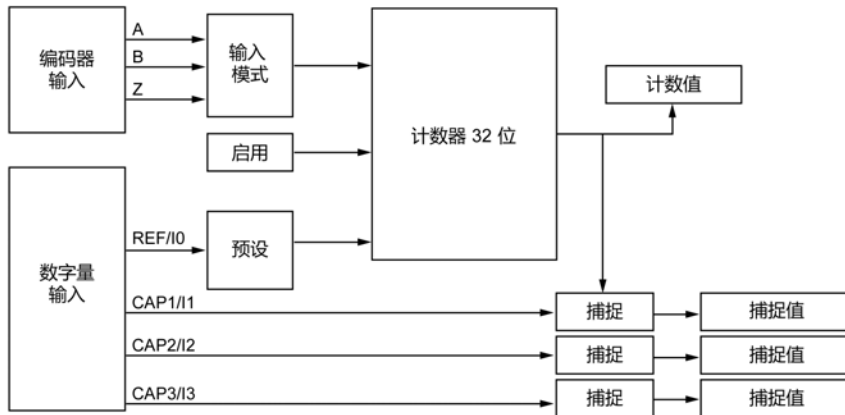 编码器
输入
A
B
Z
输入
模式
启用
计数器 32 位
计数值
数字量
输入
REF/I0
预设
CAP1/I1
捕捉
捕捉值
CAP2/I2
捕捉
捕捉值
CAP3/I3
捕捉
捕捉值